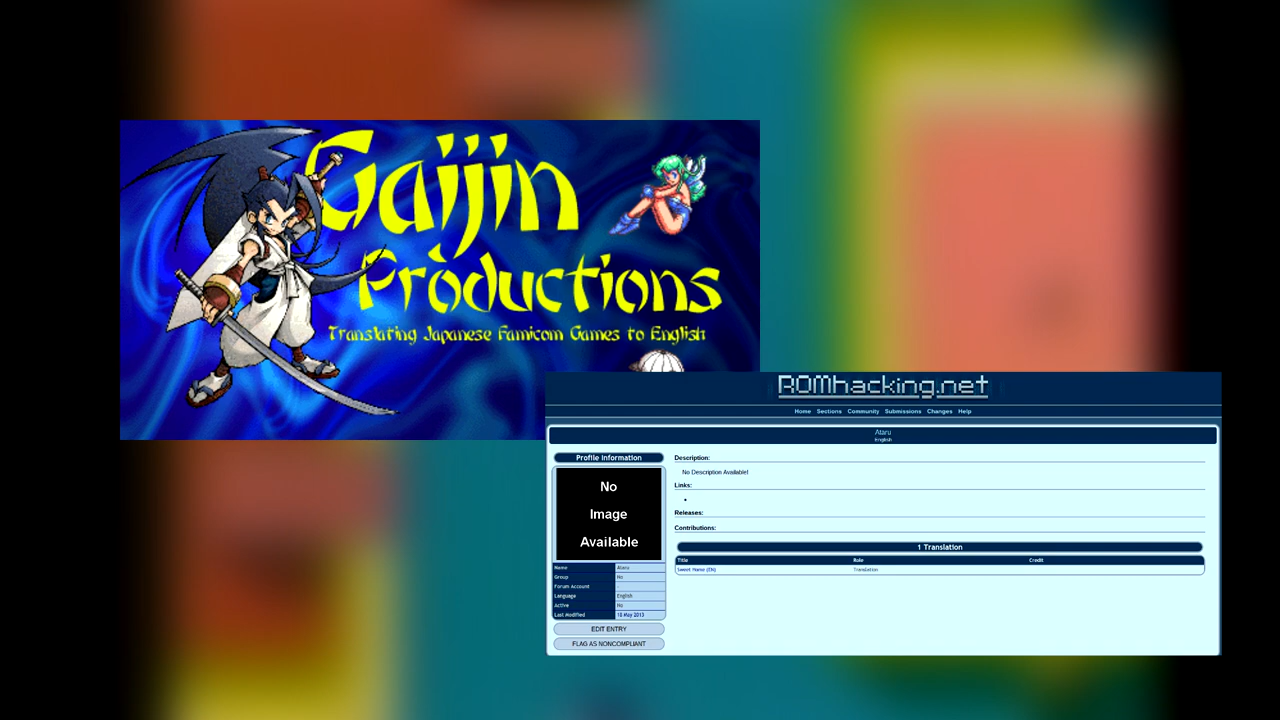 Gaijin
Productions
Translating Japanese Famicom Games to English
ROMhacking.net
Home Sections Community Submissions Changes Help
Ataru
English
Profile Information
No
Image
Available
Name Ataru
Group No
Forum Account -
Language English
Active No
Last Modified 18 May 2013
EDIT ENTRY
FLAG AS NONCOMPLIANT
Description:
No Description Available!
Links:
Releases:
Contributions:
1 Translation
Title Role Credit
Sweet Home (EN) Translation